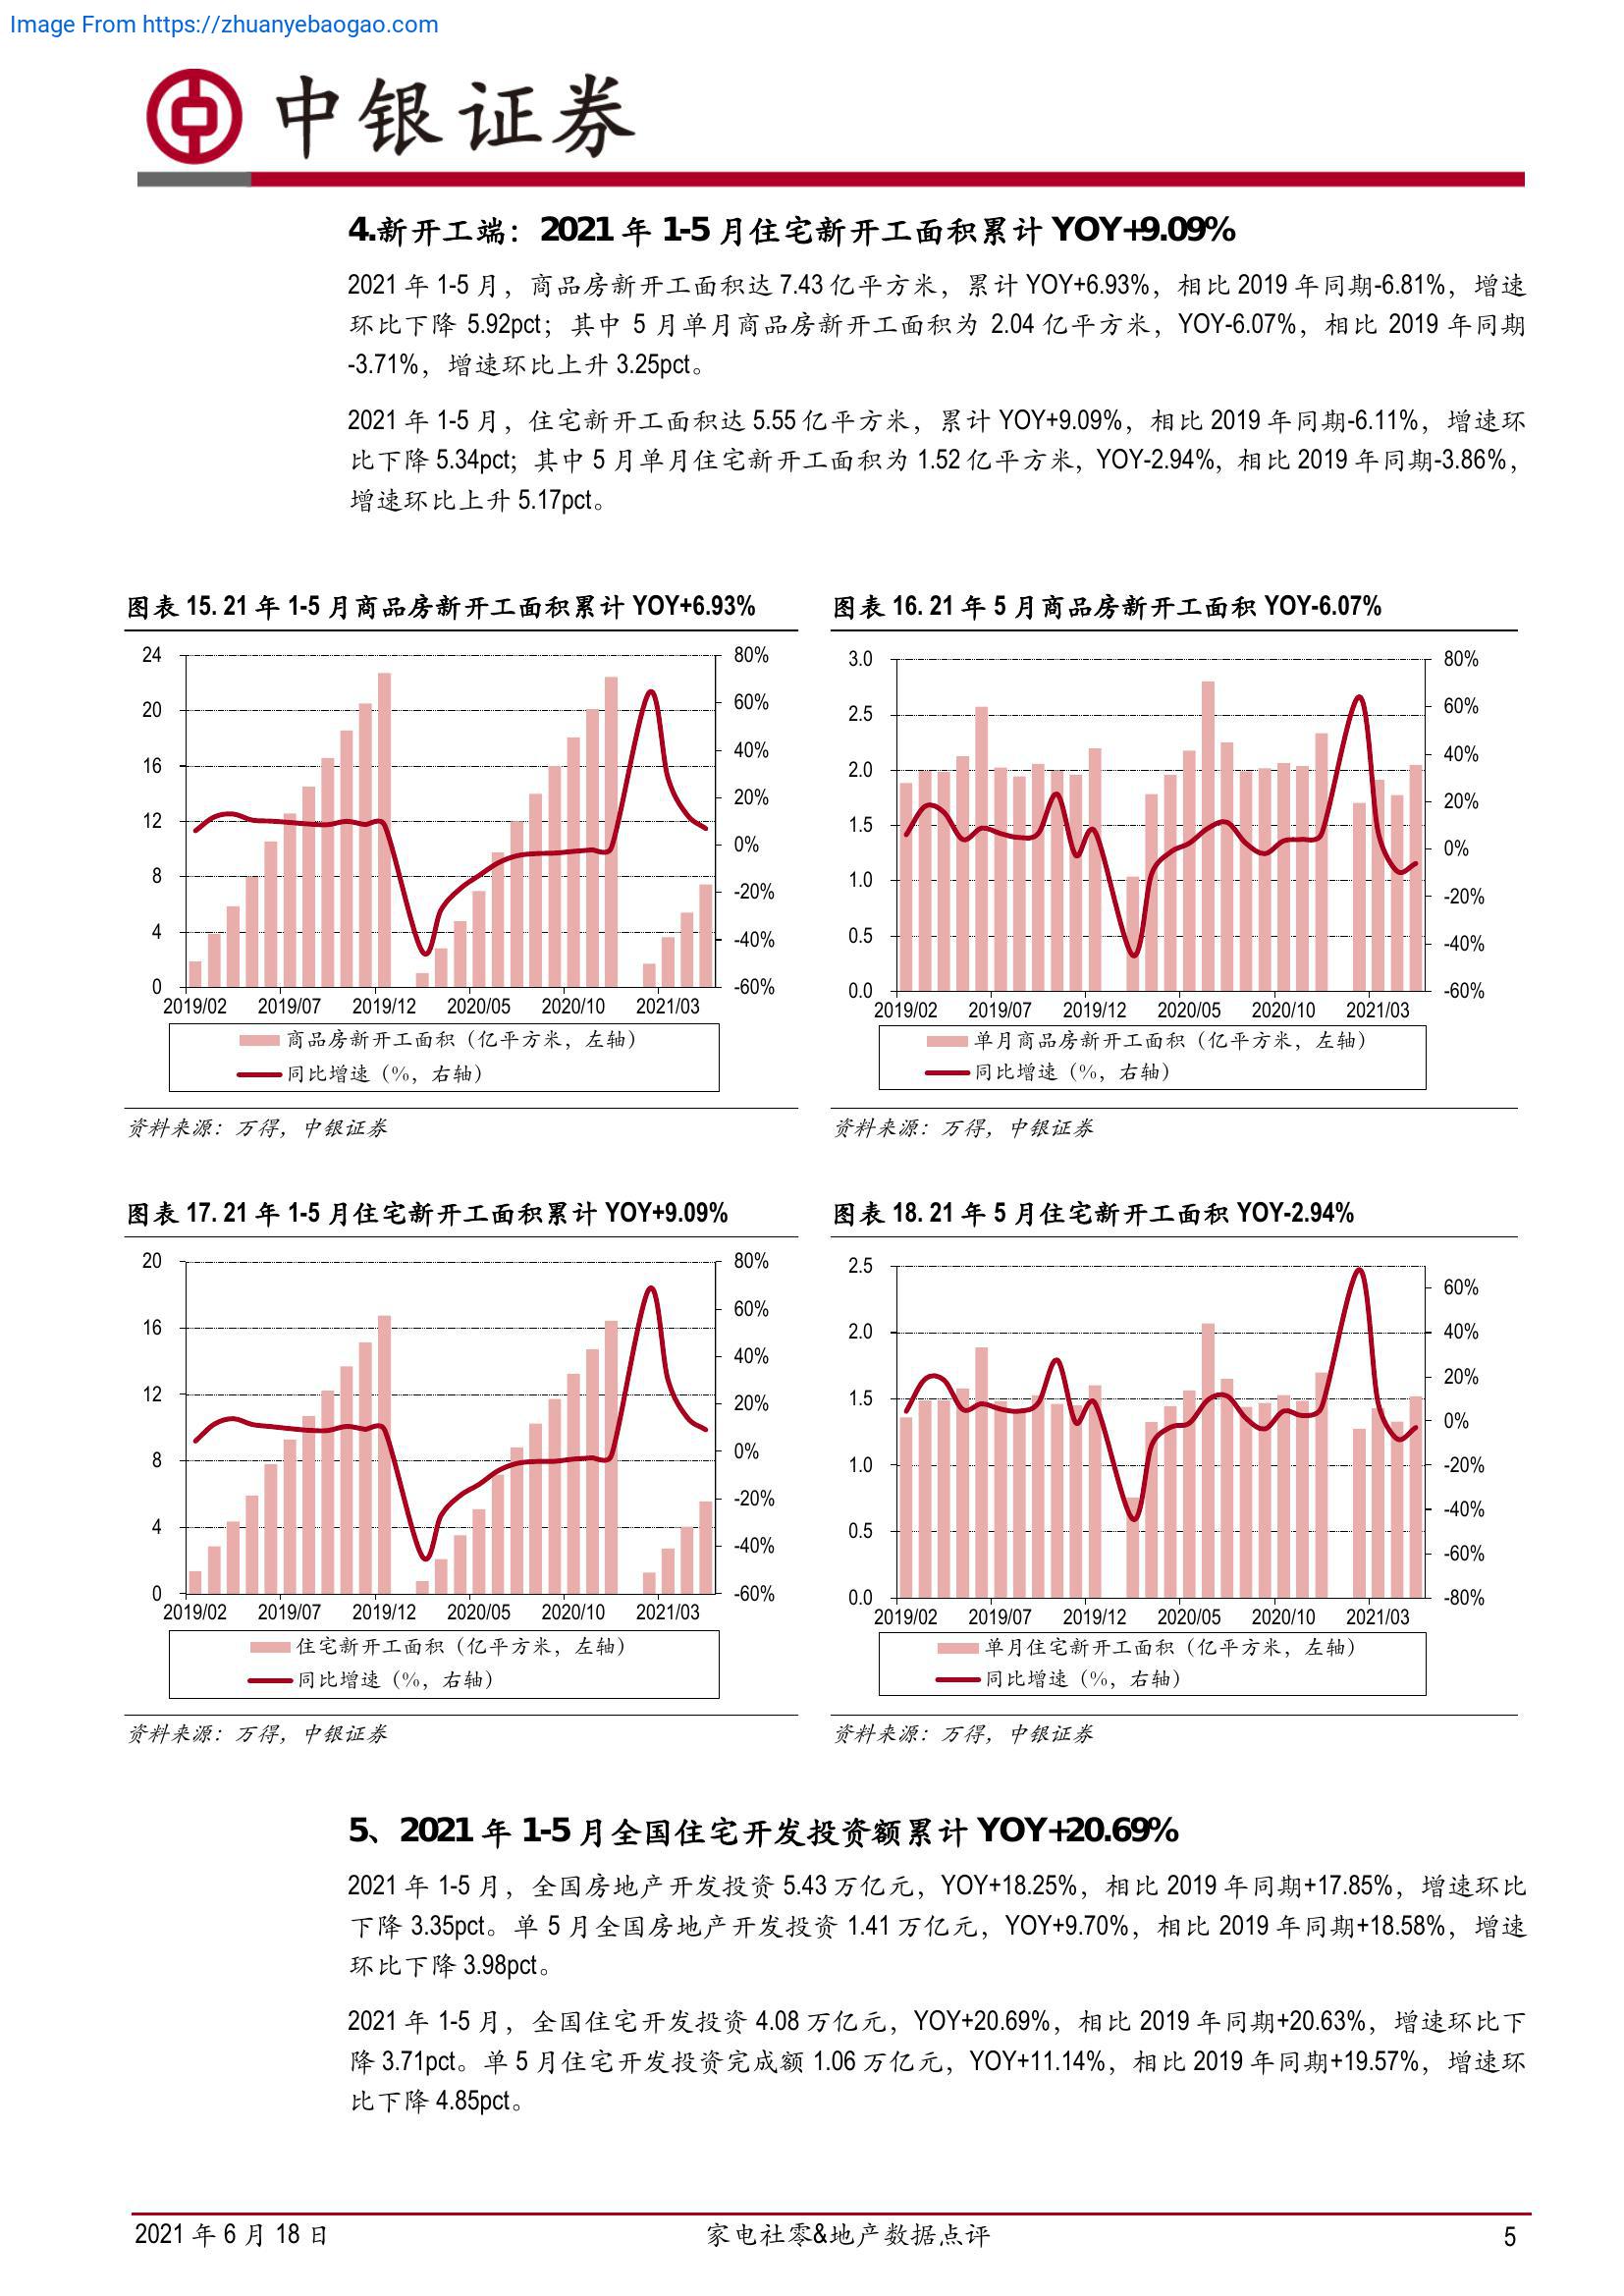 Image From https://zhuanyebaogao.com
中银证券
4.新开工端：2021 年 1-5 月住宅新开工面积累计 YOY+9.09%
2021 年 1-5 月，商品房新开工面积达 7.43 亿平方米，累计 YOY+6.93%，相比 2019 年同期-6.81%，增速
环比下降 5.92pct；其中 5 月单月商品房新开工面积为 2.04 亿平方米，YOY-6.07%，相比 2019 年同期
-3.71%，增速环比上升 3.25pct。
2021 年 1-5 月，住宅新开工面积达 5.55 亿平方米，累计 YOY+9.09%，相比 2019 年同期-6.11%，增速环
比下降 5.34pct；其中 5 月单月住宅新开工面积为 1.52 亿平方米，YOY-2.94%，相比 2019 年同期-3.86%，
增速环比上升 5.17pct。
图表 15. 21 年 1-5 月商品房新开工面积累计 YOY+6.93%
24
20
16
12
8
4
0
80%
60%
40%
20%
0%
-20%
-40%
-60%
2019/02 2019/07 2019/12 2020/05 2020/10 2021/03
商品房新开工面积（亿平方米，左轴）
同比增速（%，右轴）
资料来源：万得，中银证券
图表 16. 21 年 5 月商品房新开工面积 YOY-6.07%
3.0
2.5
2.0
1.5
1.0
0.5
0.0
80%
60%
40%
20%
0%
-20%
-40%
-60%
2019/02 2019/07 2019/12 2020/05 2020/10 2021/03
单月商品房新开工面积（亿平方米，左轴）
同比增速（%，右轴）
资料来源：万得，中银证券
图表 17. 21 年 1-5 月住宅新开工面积累计 YOY+9.09%
20
16
12
8
4
0
80%
60%
40%
20%
0%
-20%
-40%
-60%
2019/02 2019/07 2019/12 2020/05 2020/10 2021/03
住宅新开工面积（亿平方米，左轴）
同比增速（%，右轴）
资料来源：万得，中银证券
图表 18. 21 年 5 月住宅新开工面积 YOY-2.94%
2.5
2.0
1.5
1.0
0.5
0.0
60%
40%
20%
0%
-20%
-40%
-60%
-80%
2019/02 2019/07 2019/12 2020/05 2020/10 2021/03
单月住宅新开工面积（亿平方米，左轴）
同比增速（%，右轴）
资料来源：万得，中银证券
5、2021 年 1-5 月全国住宅开发投资额累计 YOY+20.69%
2021 年 1-5 月，全国房地产开发投资 5.43 万亿元，YOY+18.25%，相比 2019 年同期+17.85%，增速环比
下降 3.35pct。单 5 月全国房地产开发投资 1.41 万亿元，YOY+9.70%，相比 2019 年同期+18.58%，增速
环比下降 3.98pct。
2021 年 1-5 月，全国住宅开发投资 4.08 万亿元，YOY+20.69%，相比 2019 年同期+20.63%，增速环比下
降 3.71pct。单 5 月住宅开发投资完成额 1.06 万亿元，YOY+11.14%，相比 2019 年同期+19.57%，增速环
比下降 4.85pct。
2021 年 6 月 18 日
家电社零&地产数据点评
5